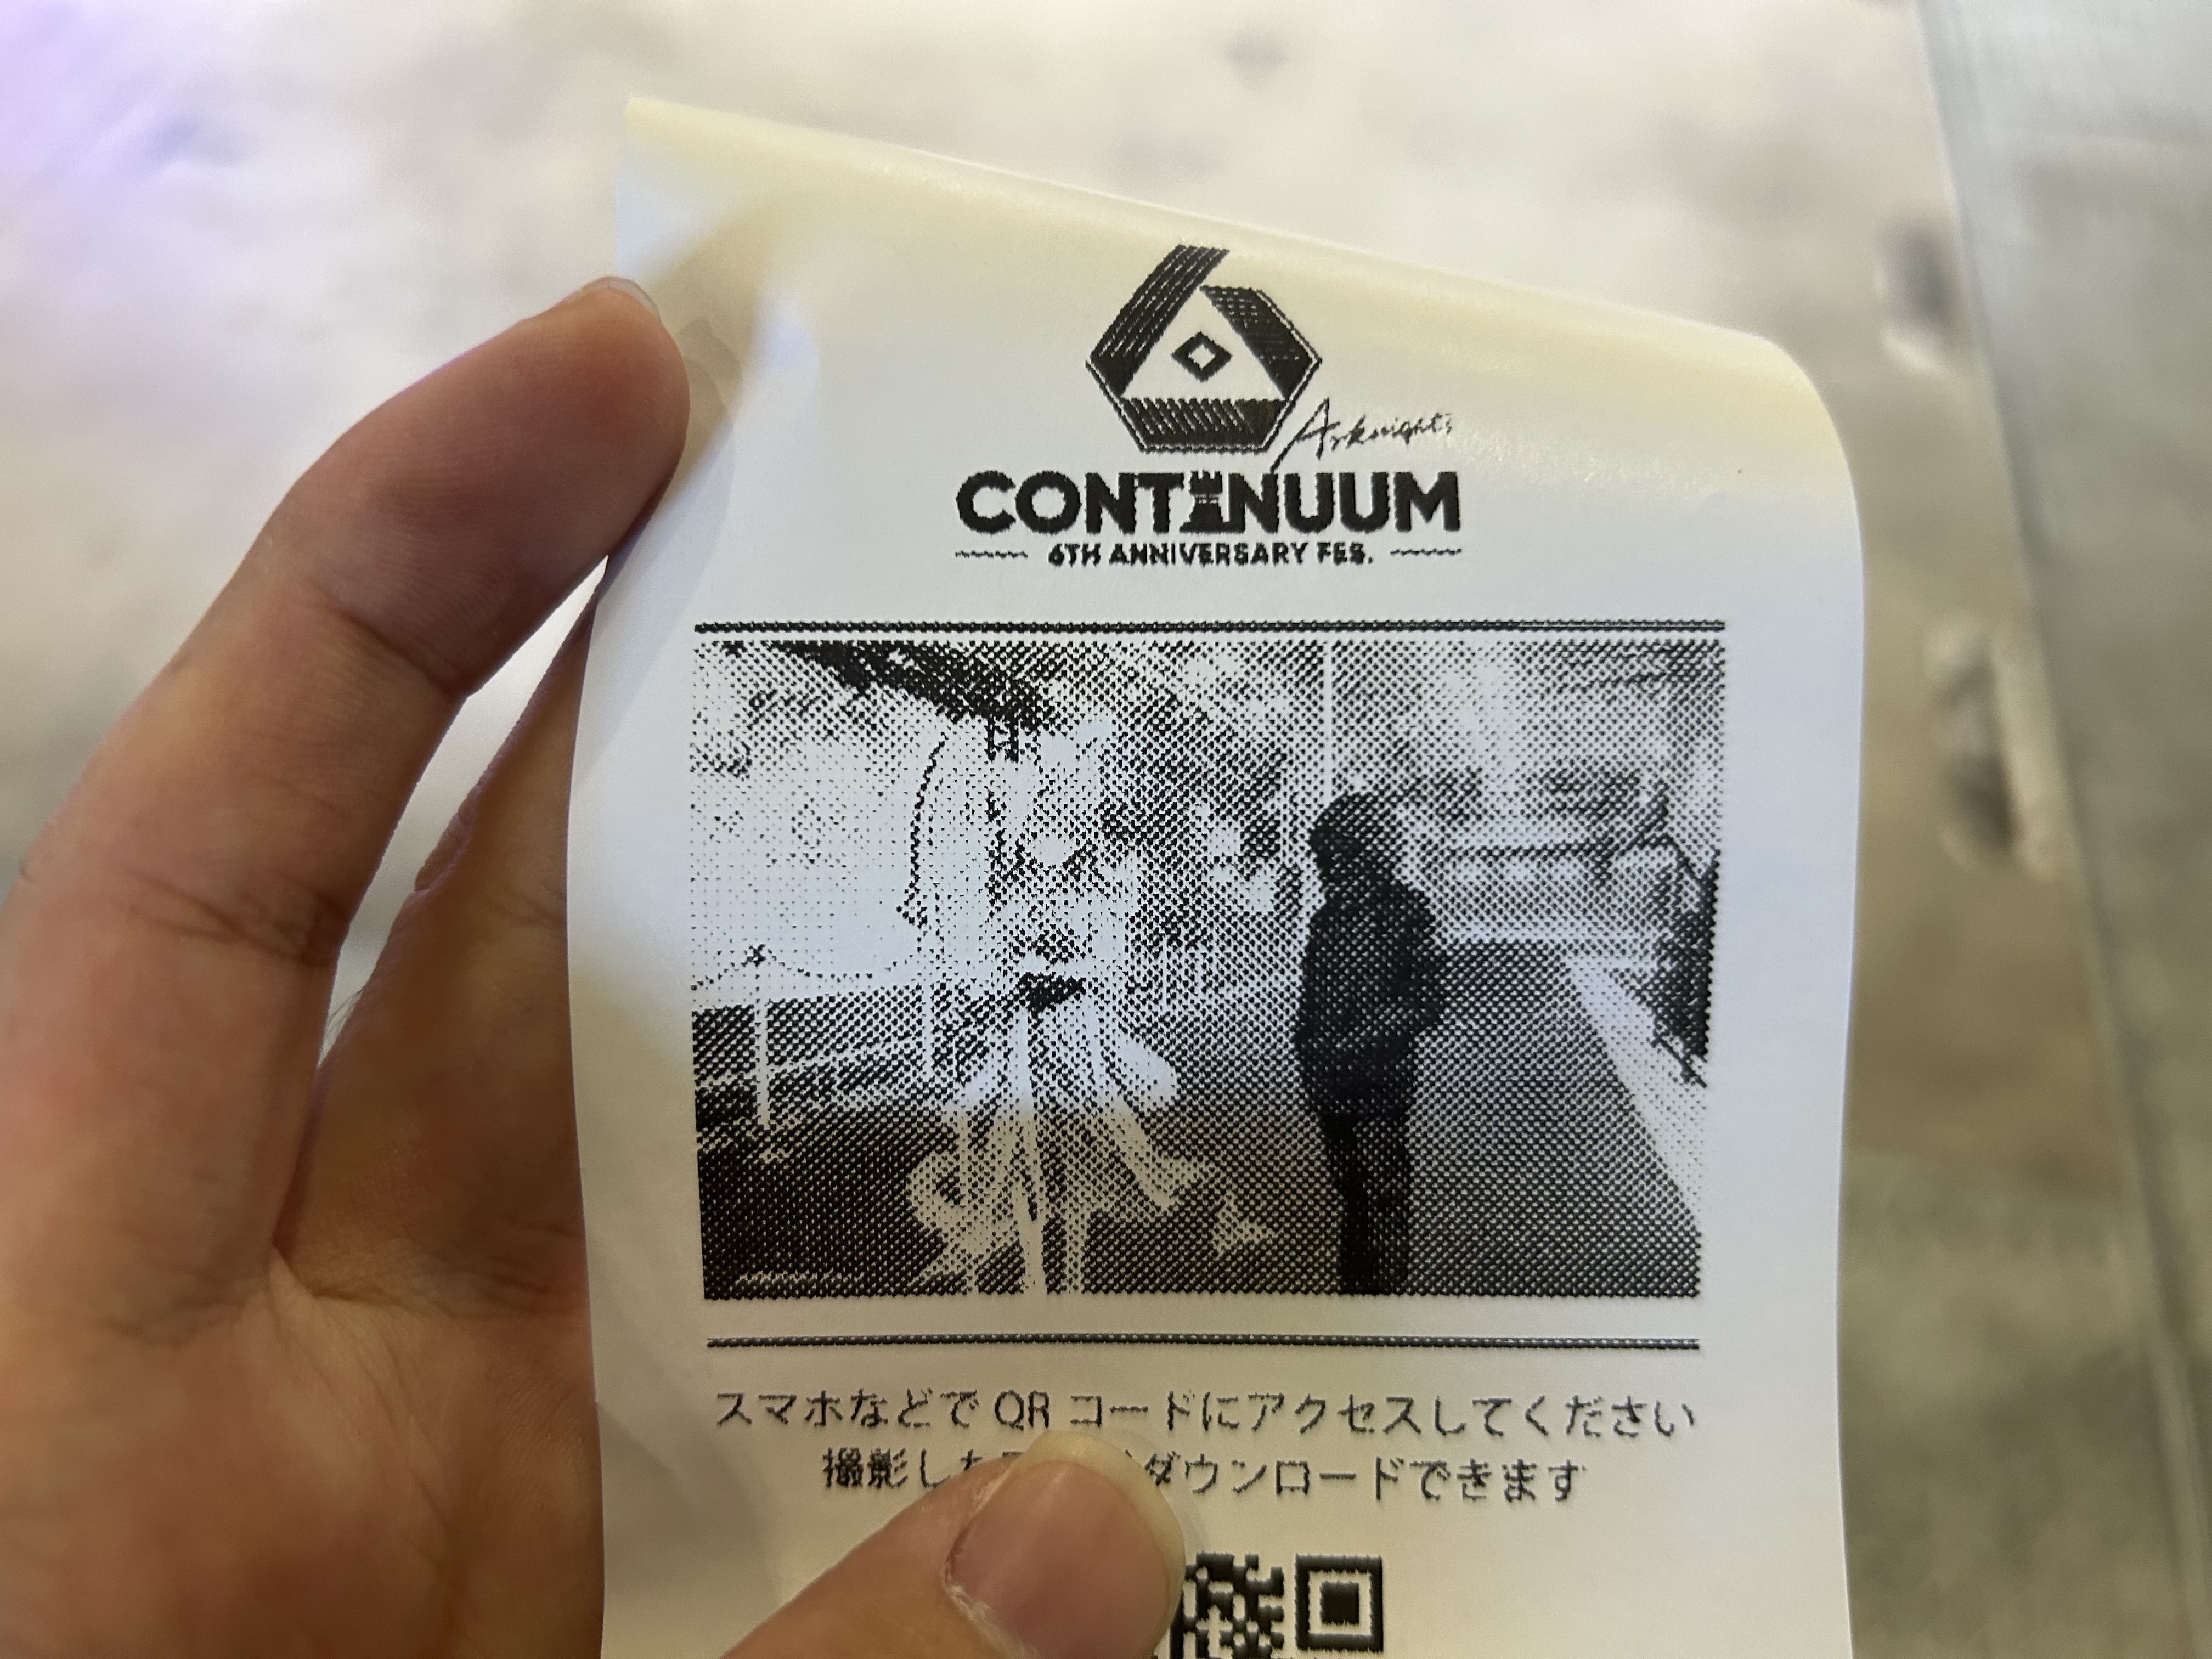 Arknights
CONTINUUM
6TH ANNIVERSARY FES.
スマホなどで QR コードにアクセスしてください
撮影した ダウンロードできます